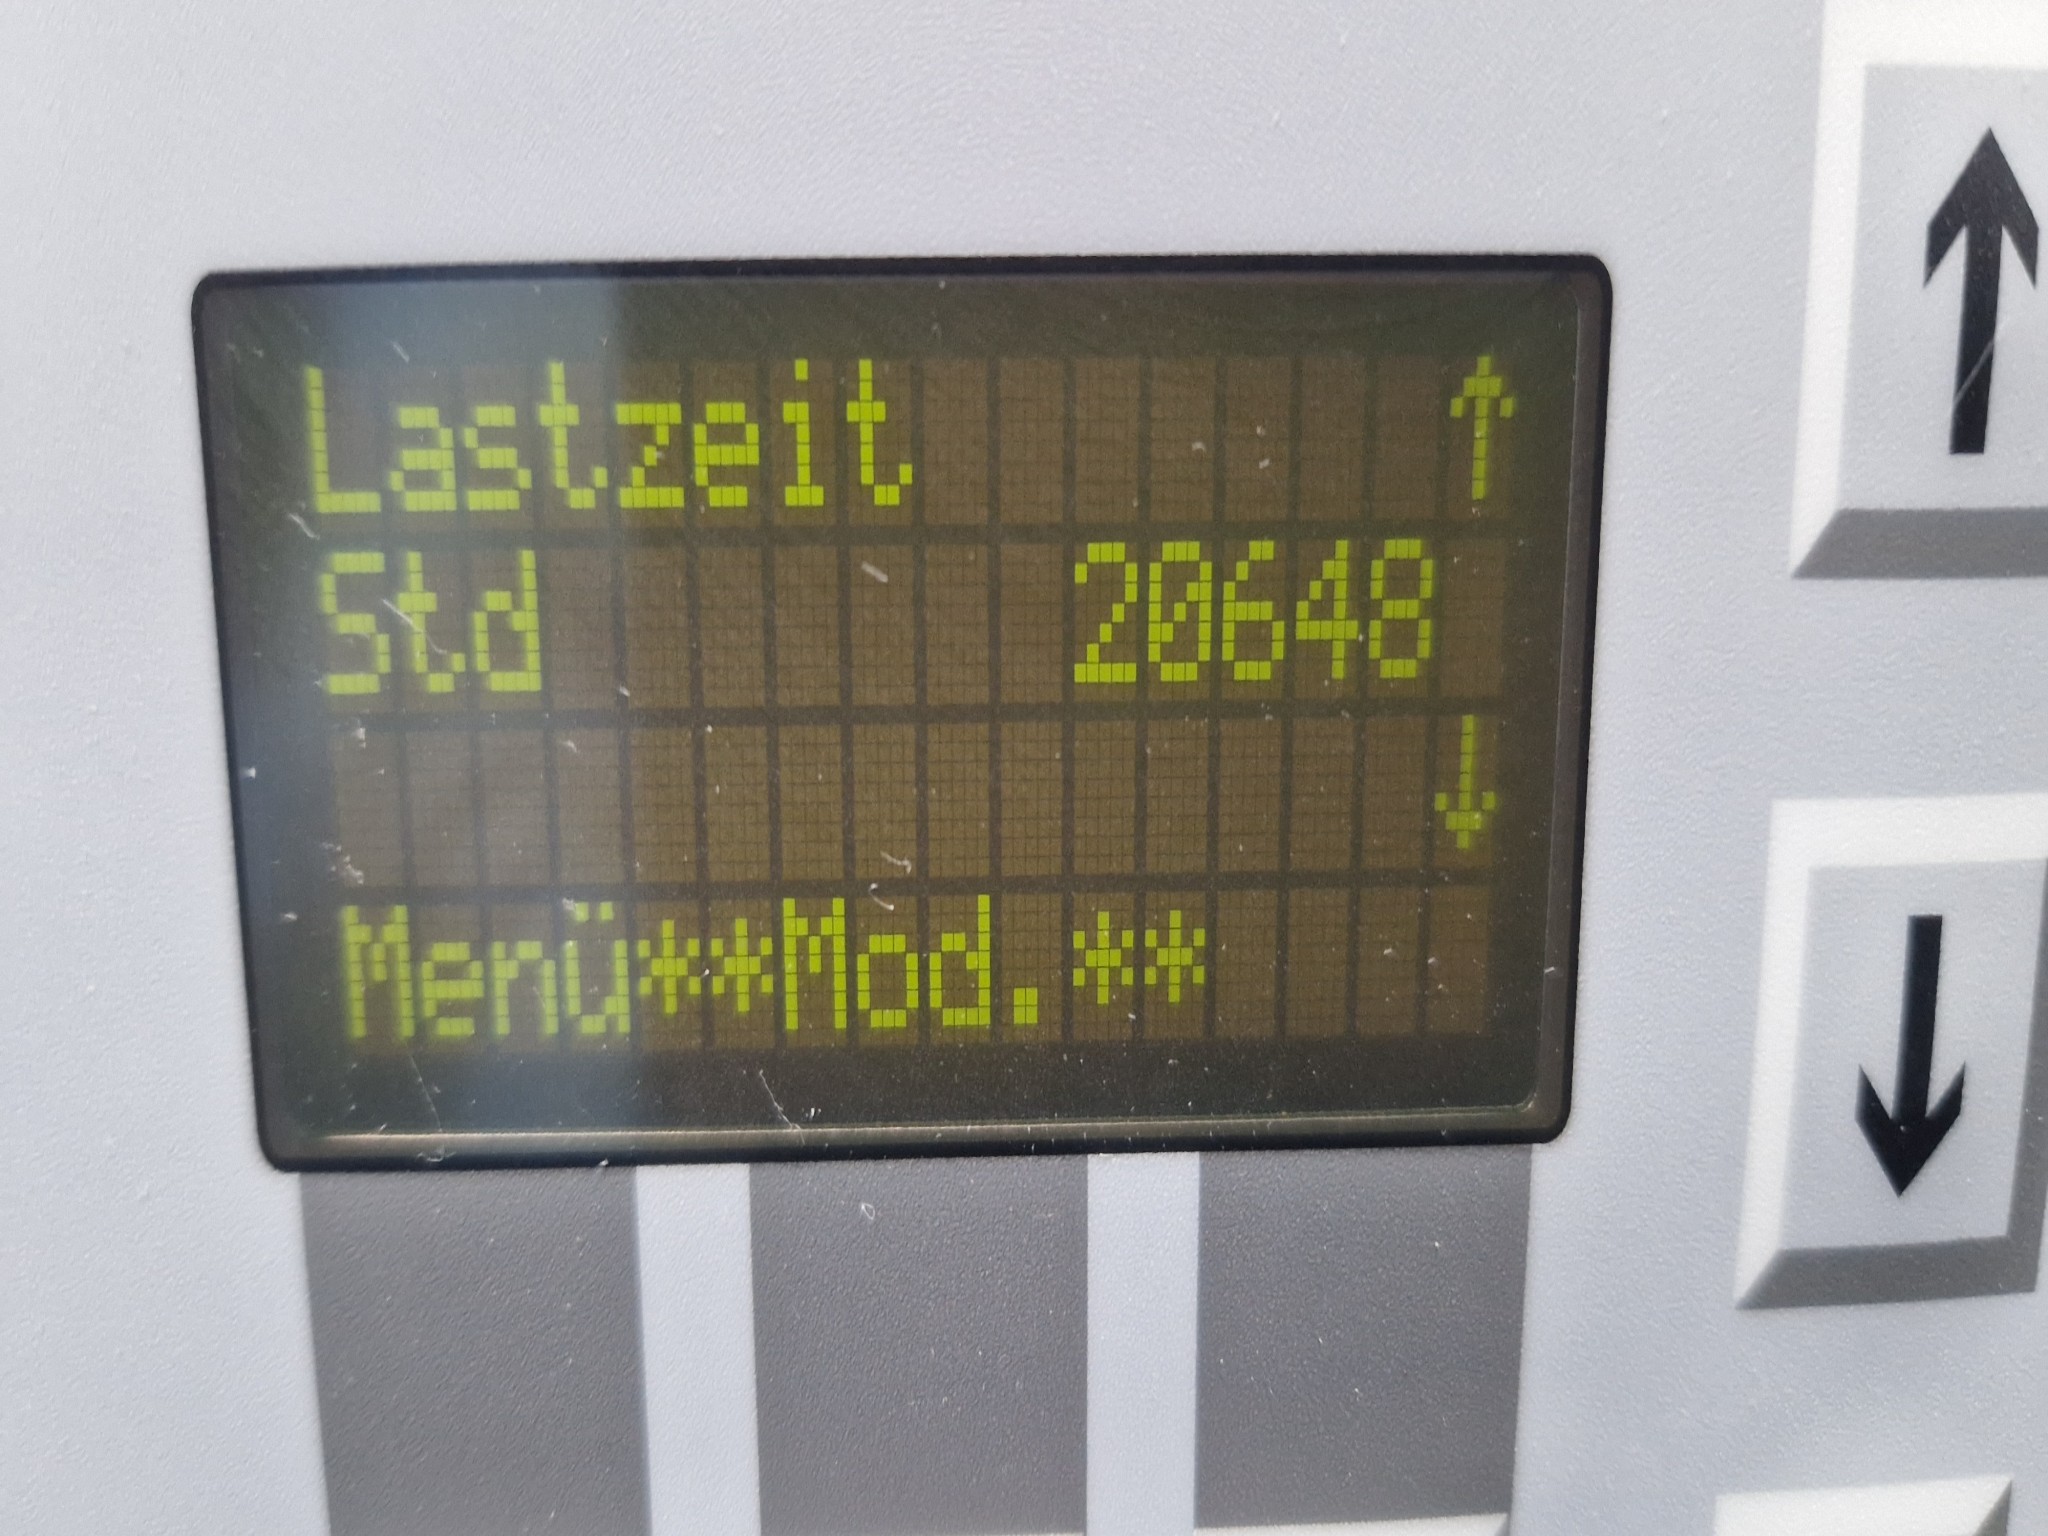 Lastzeit ↑
Std 20648
↓
Menü**Mod.**